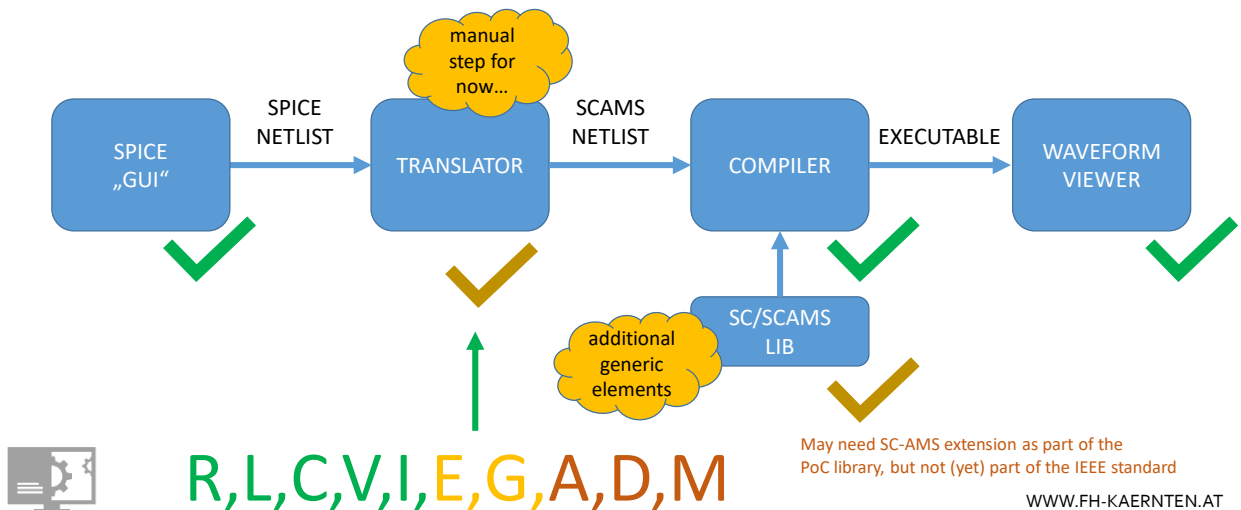 manual
step for
now…
SPICE
NETLIST
SCAMS
NETLIST
EXECUTABLE
SPICE
„GUI“
TRANSLATOR
COMPILER
WAVEFORM
VIEWER
additional
generic
elements
SC/SCAMS
LIB
R,L,C,V,I,E,G,A,D,M
May need SC-AMS extension as part of the
PoC library, but not (yet) part of the IEEE standard
WWW.FH-KAERNTEN.AT